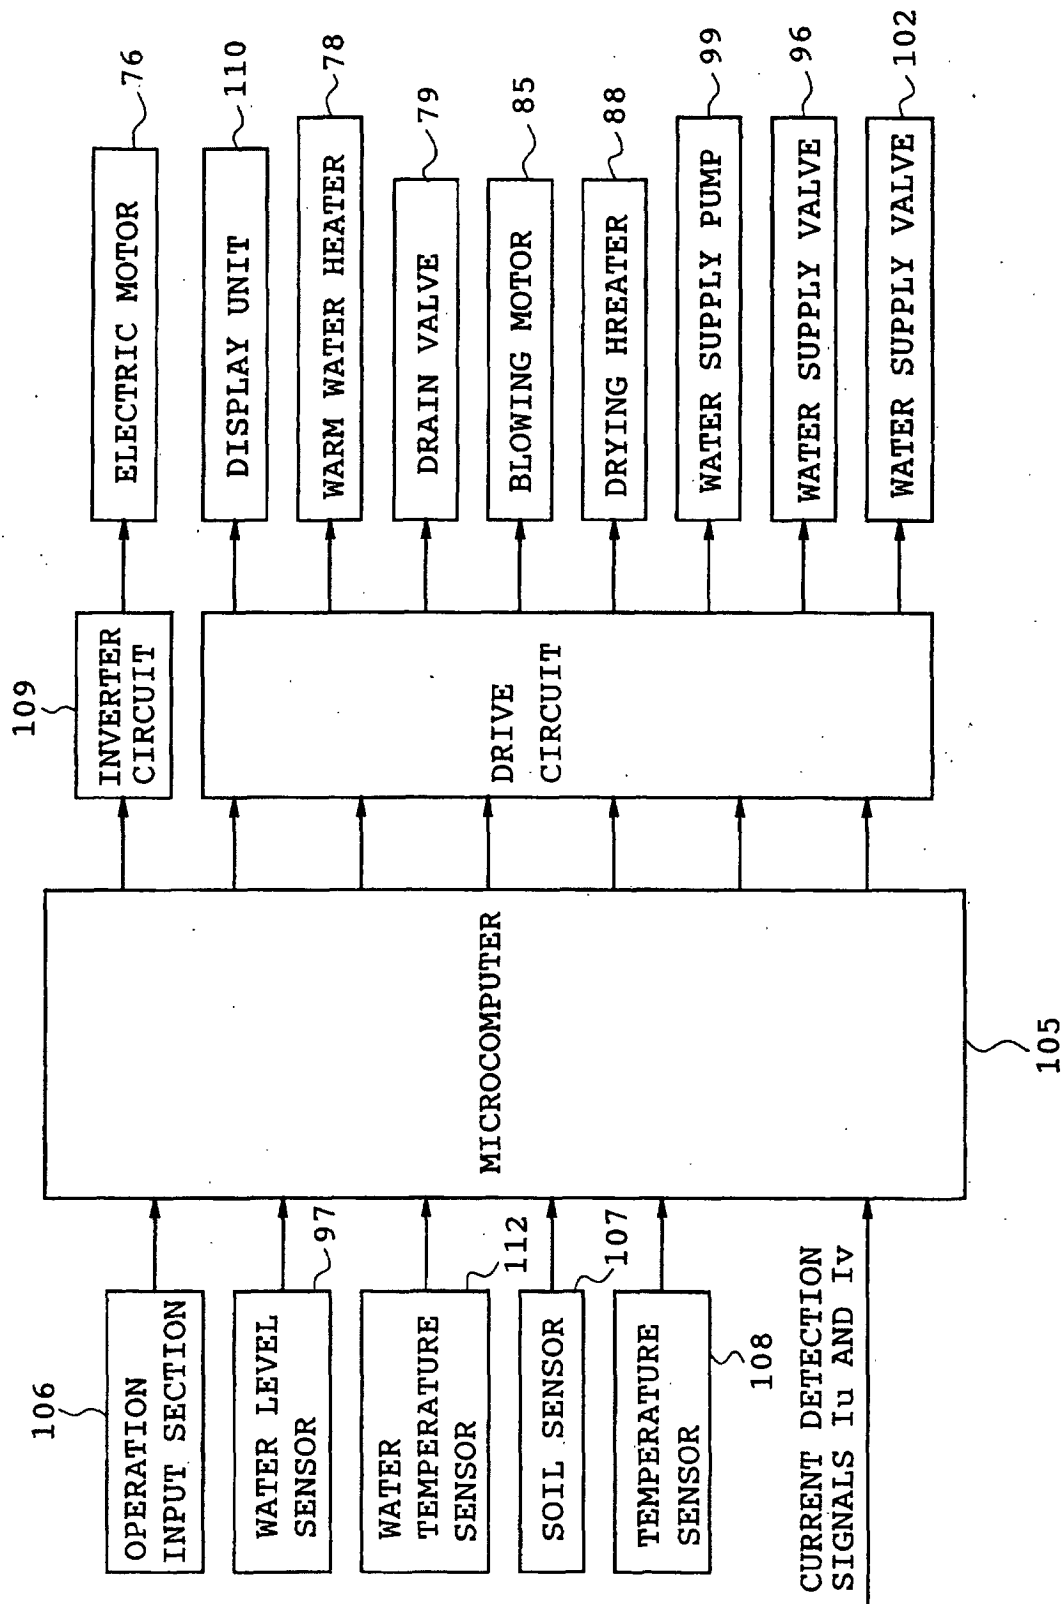 106
OPERATION
INPUT SECTION
WATER LEVEL
SENSOR
97
WATER
TEMPERATURE
SENSOR
112
SOIL SENSOR
107
TEMPERATURE
SENSOR
108
CURRENT DETECTION
SIGNALS Iu AND Iv
MICROCOMPUTER
105
109
INVERTER
CIRCUIT
DRIVE
CIRCUIT
ELECTRIC MOTOR
76
DISPLAY UNIT
110
WARM WATER HEATER
78
DRAIN VALVE
79
BLOWING MOTOR
85
DRYING HREATER
88
WATER SUPPLY PUMP
99
WATER SUPPLY VALVE
96
WATER SUPPLY VALVE
102